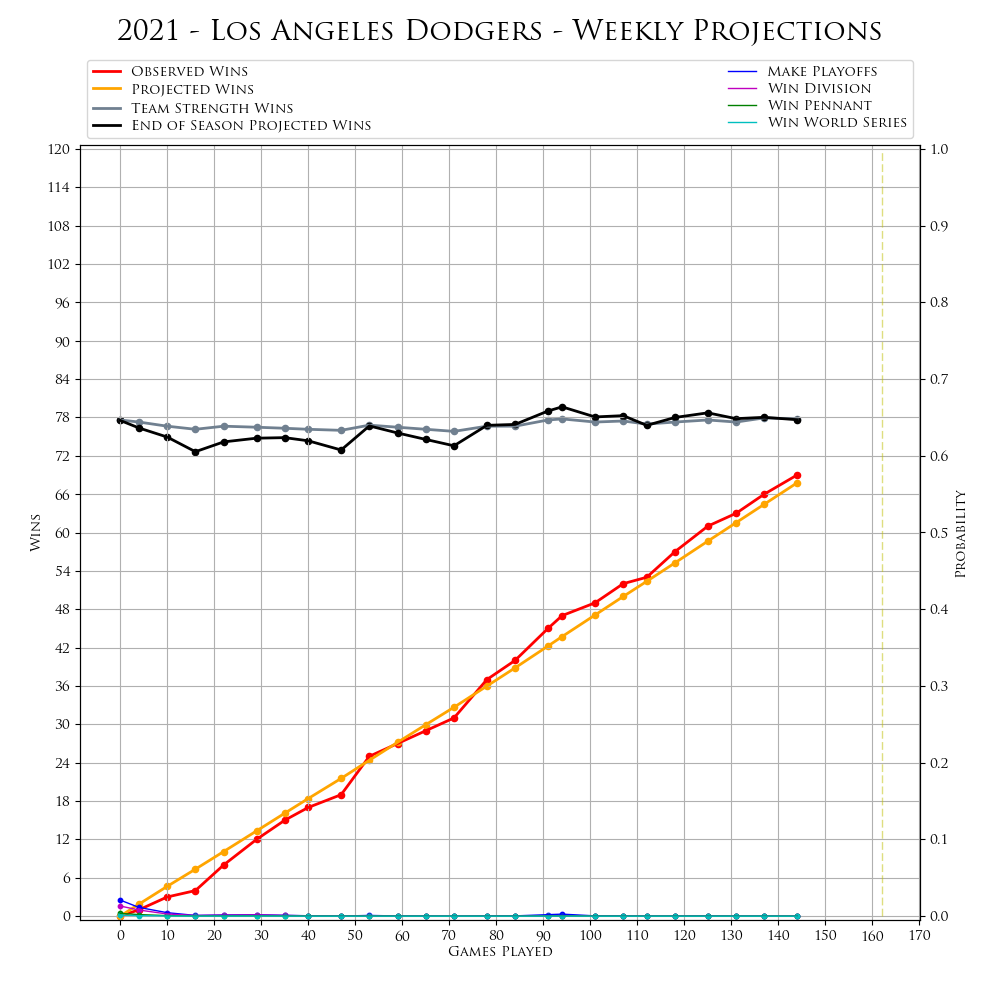 2021 - Los Angeles Dodgers - Weekly Projections
Observed Wins
Projected Wins
Team Strength Wins
End of Season Projected Wins
Make Playoffs
Win Division
Win Pennant
Win World Series
120
114
108
102
96
90
84
78
72
66
60
54
48
42
36
30
24
18
12
6
0
Wins
1.0
0.9
0.8
0.7
0.6
0.5
0.4
0.3
0.2
0.1
0.0
Probability
0 10 20 30 40 50 60 70 80 90 100 110 120 130 140 150 160 170
Games Played